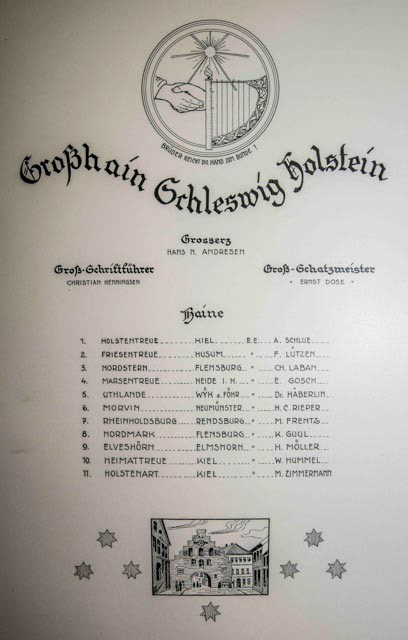 BRÜDER REICHT DIE HAND ZUM BUNDE !
Großhain Schleswig Holstein
Grosserz
HANS N. ANDRESEN
Groß-Schriftführer
CHRISTIAN HENNINGSEN
Groß-Schatzmeister
" ERNST DOSE "
Haine
1. HOLSTENTREUE KIEL E.E. A. SCHLUE
2. FRIESENTREUE HUSUM " F. LÜTZEN
3. NORDSTERN FLENSBURG " CH. LABAN
4. MARSENTREUE HEIDE I. H. " E. GOSCH
5. UTHLANDE WYK a. FÖHR " Dr. HÄBERLIN
6. MORVIN NEUMÜNSTER " H. C. RIEPER
7. RHEINHOLDSBURG RENDSBURG " M. FRENTZ
8. NORDMARK FLENSBURG " K. GUUL
9. ELVESHÖRN ELMSHORN " H. MÖLLER
10. HEIMATTREUE KIEL " W. HUMMEL
11. HOLSTENART KIEL " M. ZIMMERMANN